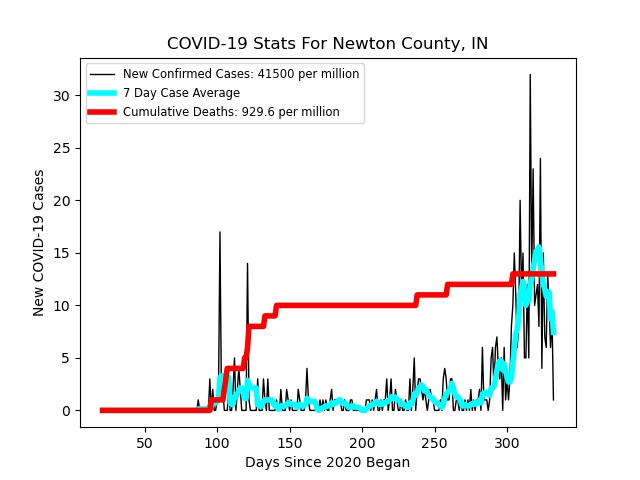 COVID-19 Stats For Newton County, IN
New Confirmed Cases: 41500 per million
7 Day Case Average
Cumulative Deaths: 929.6 per million
New COVID-19 Cases
30
25
20
15
10
5
0
50 100 150 200 250 300
Days Since 2020 Began